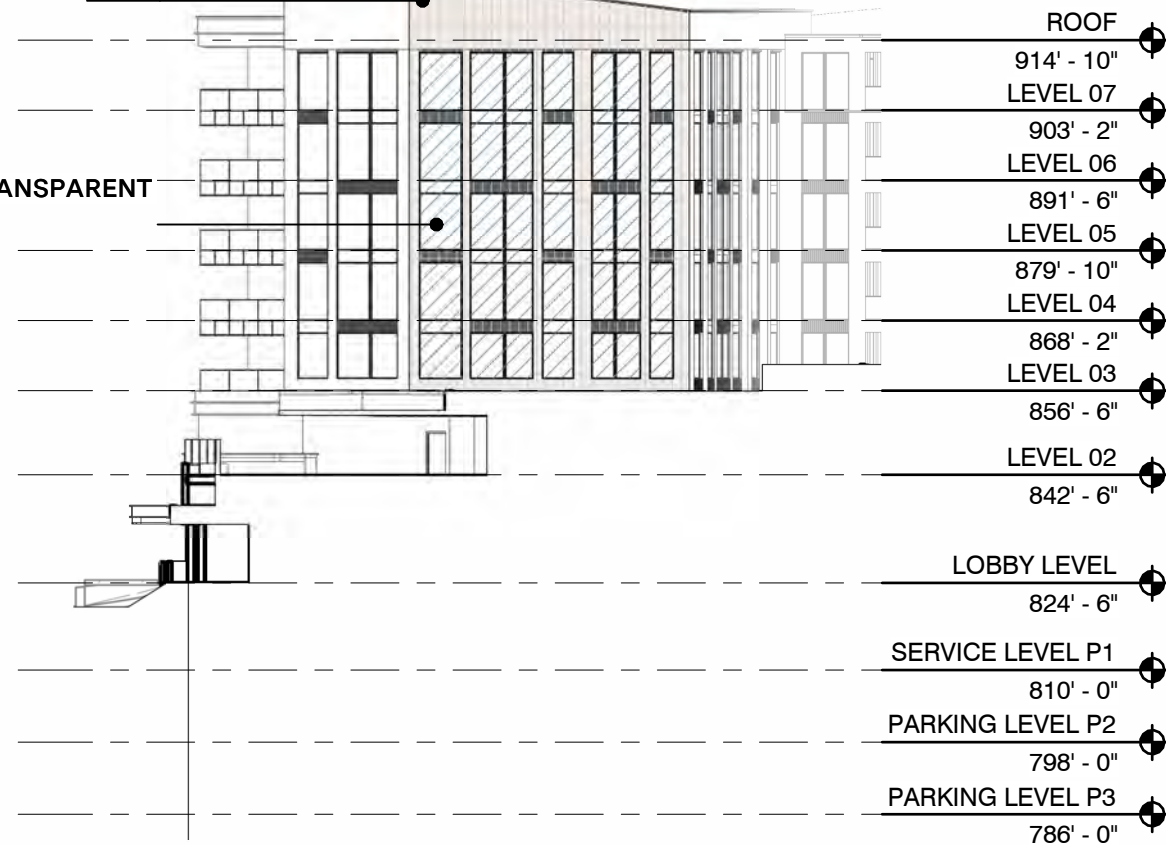 ROOF
914' - 10"
LEVEL 07
903' - 2"
LEVEL 06
ANSPARENT
891' - 6"
LEVEL 05
879' - 10"
LEVEL 04
868' - 2"
LEVEL 03
856' - 6"
LEVEL 02
842' - 6"
LOBBY LEVEL
824' - 6"
SERVICE LEVEL P1
810' - 0"
PARKING LEVEL P2
798' - 0"
PARKING LEVEL P3
786' - 0"